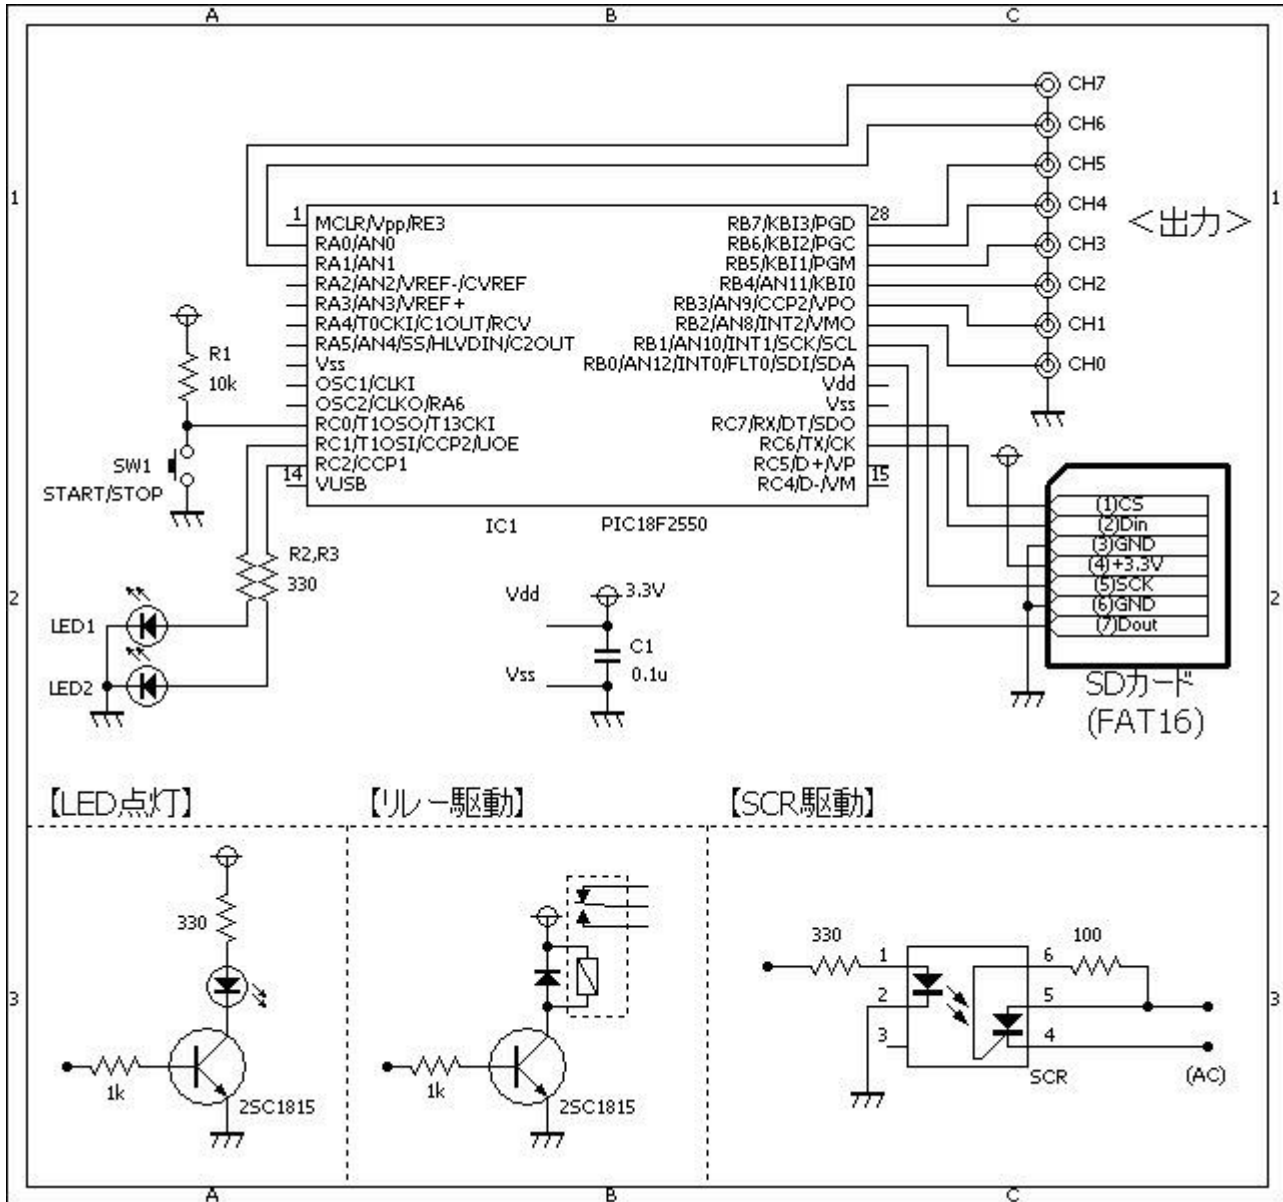 A
B
C
1
1
CH7
CH6
CH5
CH4
CH3
CH2
CH1
CH0
<出力>
1
28
MCLR/Vpp/RE3
RA0/AN0
RA1/AN1
RA2/AN2/VREF-/CVREF
RA3/AN3/VREF+
RA4/T0CKI/C1OUT/RCV
RA5/AN4/SS/HLVDIN/C2OUT
Vss
OSC1/CLKI
OSC2/CLKO/RA6
RC0/T1OSO/T13CKI
RC1/T1OSI/CCP2/UOE
RC2/CCP1
VUSB
14
RB7/KBI3/PGD
RB6/KBI2/PGC
RB5/KBI1/PGM
RB4/AN11/KBI0
RB3/AN9/CCP2/VPO
RB2/AN8/INT2/VMO
RB1/AN10/INT1/SCK/SCL
RB0/AN12/INT0/FLT0/SDI/SDA
Vdd
Vss
RC7/RX/DT/SDO
RC6/TX/CK
RC5/D+/VP
RC4/D-/VM
15
IC1
PIC18F2550
R1
10k
SW1
START/STOP
R2,R3
330
LED1
LED2
2
2
Vdd
3.3V
C1
0.1u
Vss
(1)CS
(2)Din
(3)GND
(4)+3.3V
(5)SCK
(6)GND
(7)Dout
SDカード
(FAT16)
【LED点灯】
【リレー駆動】
【SCR駆動】
3
3
330
1k
2SC1815
1k
2SC1815
330
1
2
3
6
5
4
100
SCR
(AC)
A
B
C